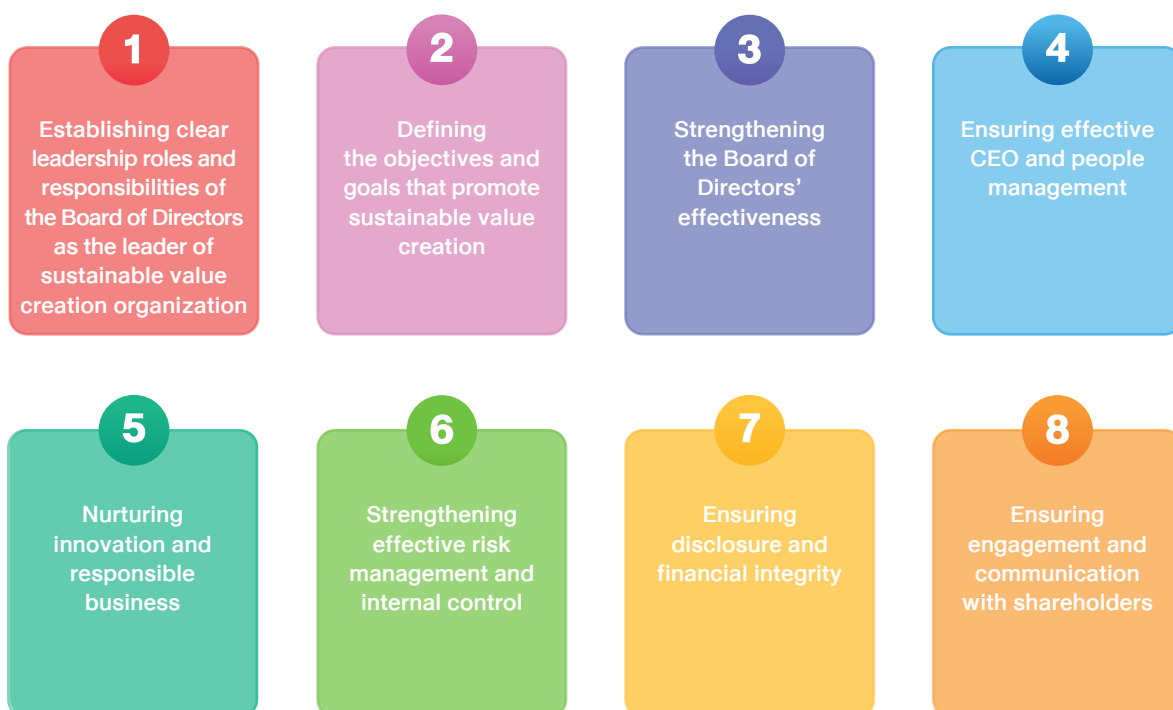 1
Establishing clear
leadership roles and
responsibilities of
the Board of Directors
as the leader of
sustainable value
creation organization
2
Defining
the objectives and
goals that promote
sustainable value
creation
3
Strengthening
the Board of
Directors’
effectiveness
4
Ensuring effective
CEO and people
management
5
Nurturing
innovation and
responsible
business
6
Strengthening
effective risk
management and
internal control
7
Ensuring
disclosure and
financial integrity
8
Ensuring
engagement and
communication
with shareholders